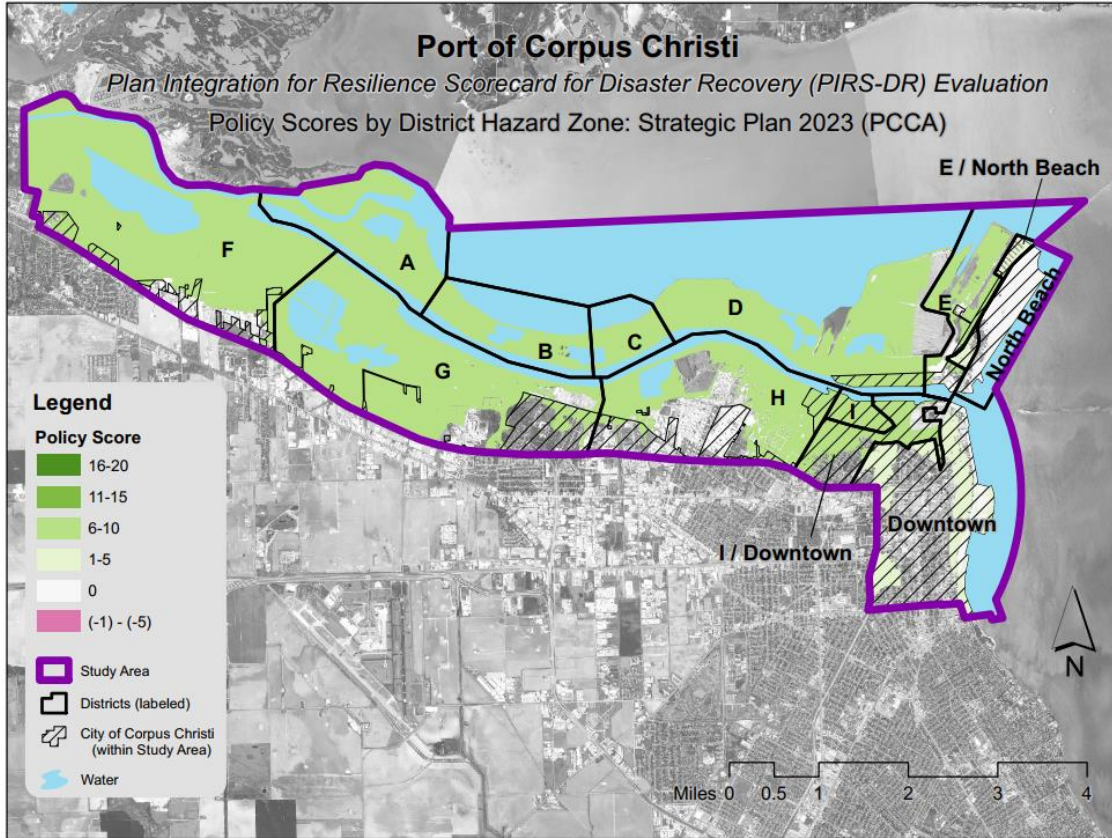 Port of Corpus Christi
Plan Integration for Resilience Scorecard for Disaster Recovery (PIRS-DR) Evaluation
Policy Scores by District Hazard Zone: Strategic Plan 2023 (PCCA)
E / North Beach
F
A
D
E
North Beach
B
C
G
H
I
Downtown
I / Downtown
Legend
Policy Score
16-20
11-15
6-10
1-5
0
(-1) - (-5)
Study Area
Districts (labeled)
City of Corpus Christi
(within Study Area)
Water
N
Miles 0 0.5 1 2 3 4